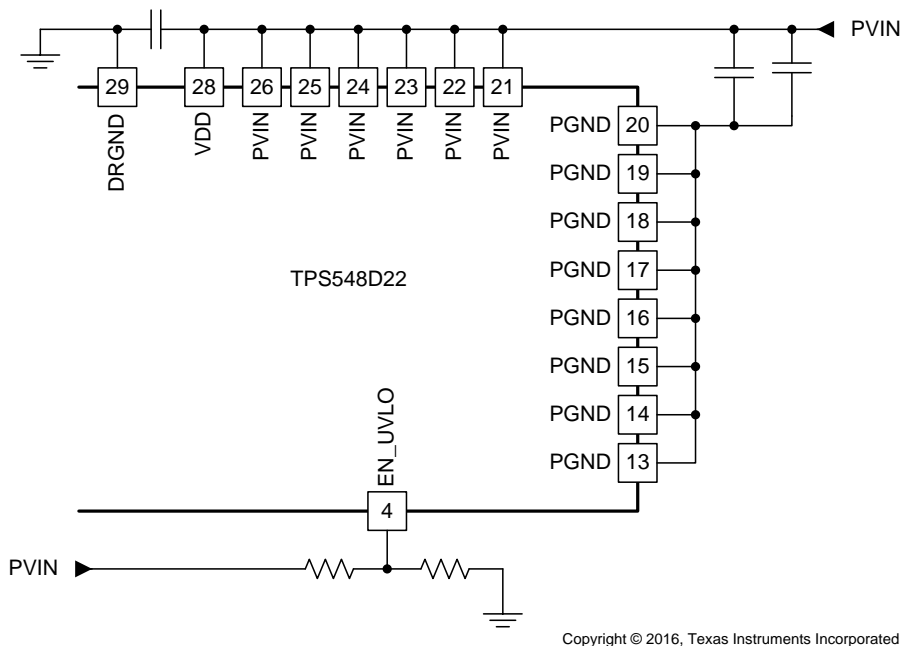 PVIN
29 28 26 25 24 23 22 21
DRGND VDD PVIN PVIN PVIN PVIN PVIN PVIN
PGND 20
PGND 19
PGND 18
PGND 17
PGND 16
PGND 15
PGND 14
PGND 13
TPS548D22
EN_UVLO
4
PVIN
Copyright © 2016, Texas Instruments Incorporated